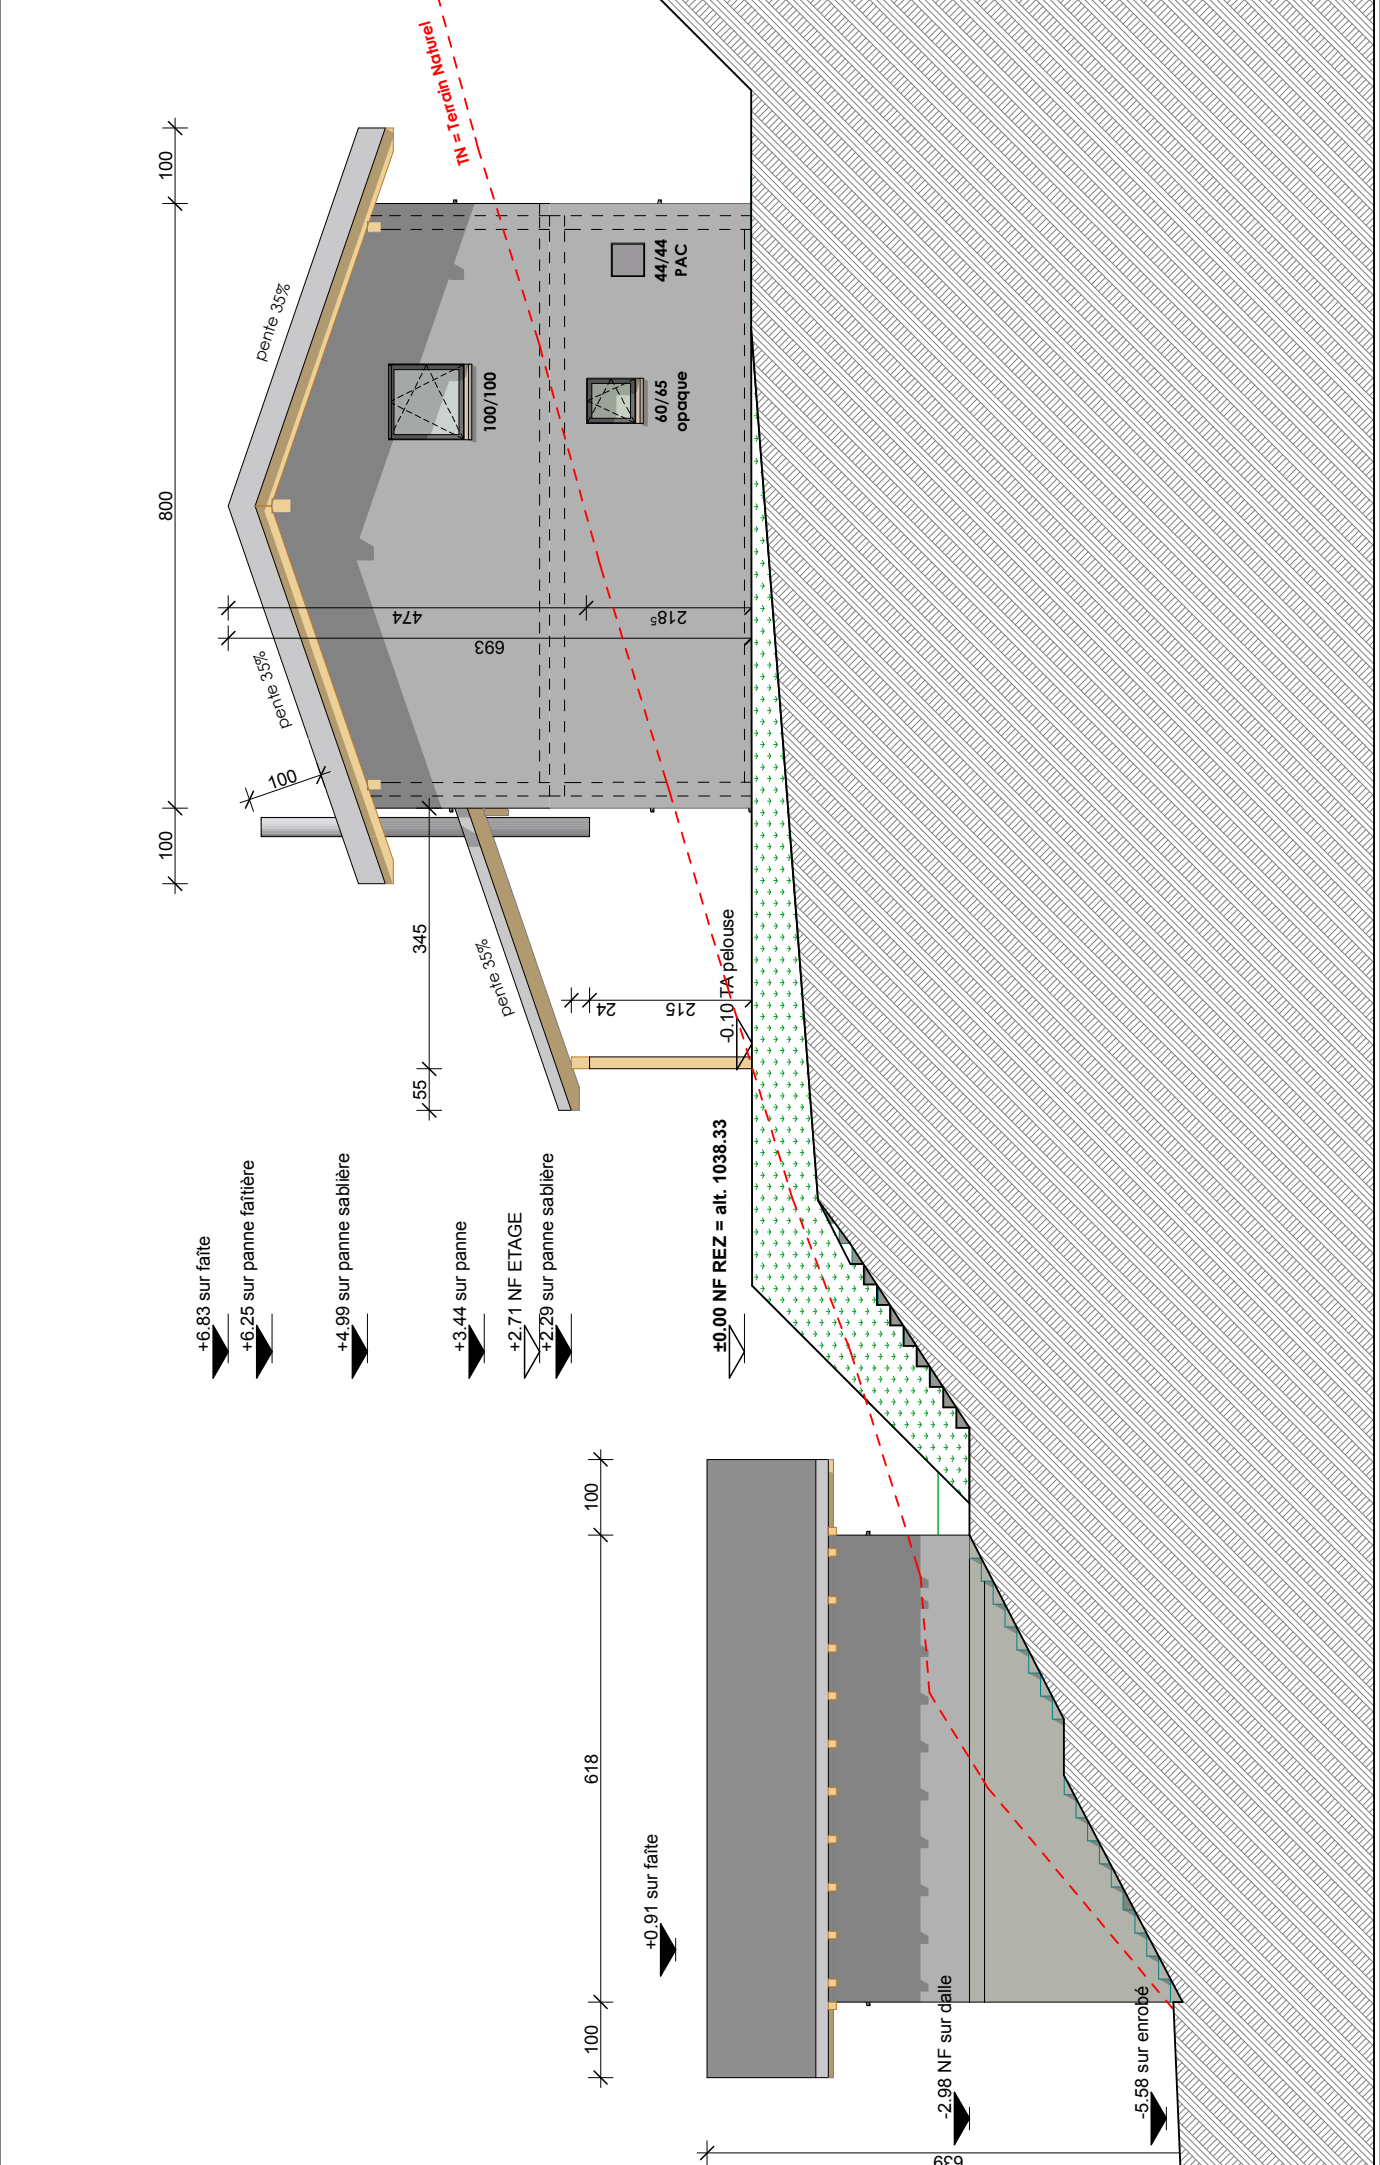 TN = Terrain Naturel
100
800
100
pente 35%
pente 35%
100
100/100
44/44
PAC
60/65
opaque
474
218⁵
693
345
55
pente 35%
24
215
-0.10 TA pelouse
+6.83 sur faîte
+6.25 sur panne faîtière
+4.99 sur panne sablière
+3.44 sur panne
+2.71 NF ETAGE
+2.29 sur panne sablière
±0.00 NF REZ = alt. 1038.33
100
618
100
+0.91 sur faîte
-2.98 NF sur dalle
-5.58 sur enrobé
639